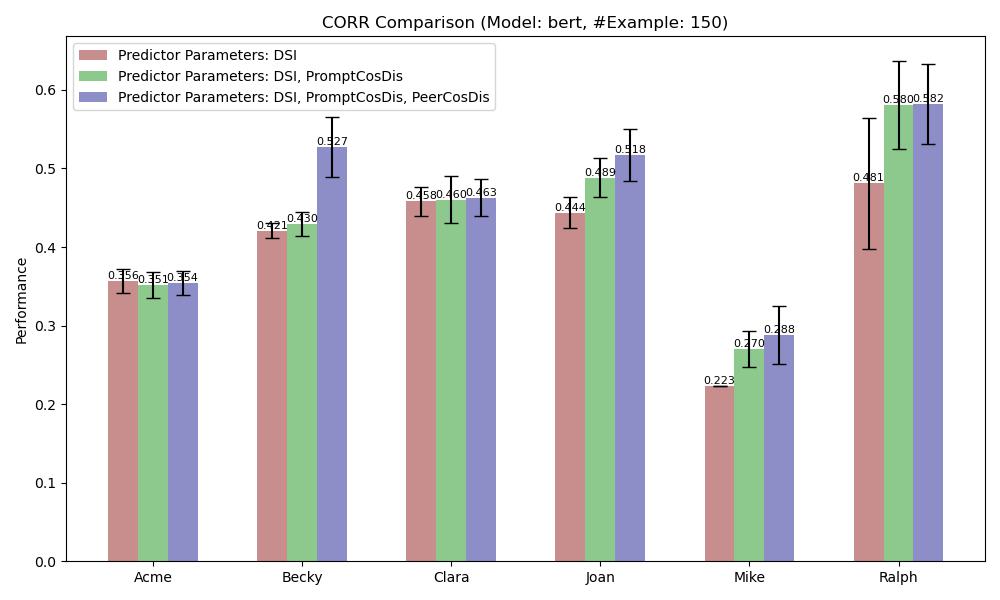 CORR Comparison (Model: bert, #Example: 150)
Predictor Parameters: DSI
Predictor Parameters: DSI, PromptCosDis
Predictor Parameters: DSI, PromptCosDis, PeerCosDis
Performance
0.6
0.5
0.4
0.3
0.2
0.1
0.0
0.356
0.351
0.354
0.421
0.430
0.527
0.458
0.460
0.463
0.444
0.489
0.518
0.223
0.270
0.288
0.481
0.580
0.582
Acme
Becky
Clara
Joan
Mike
Ralph